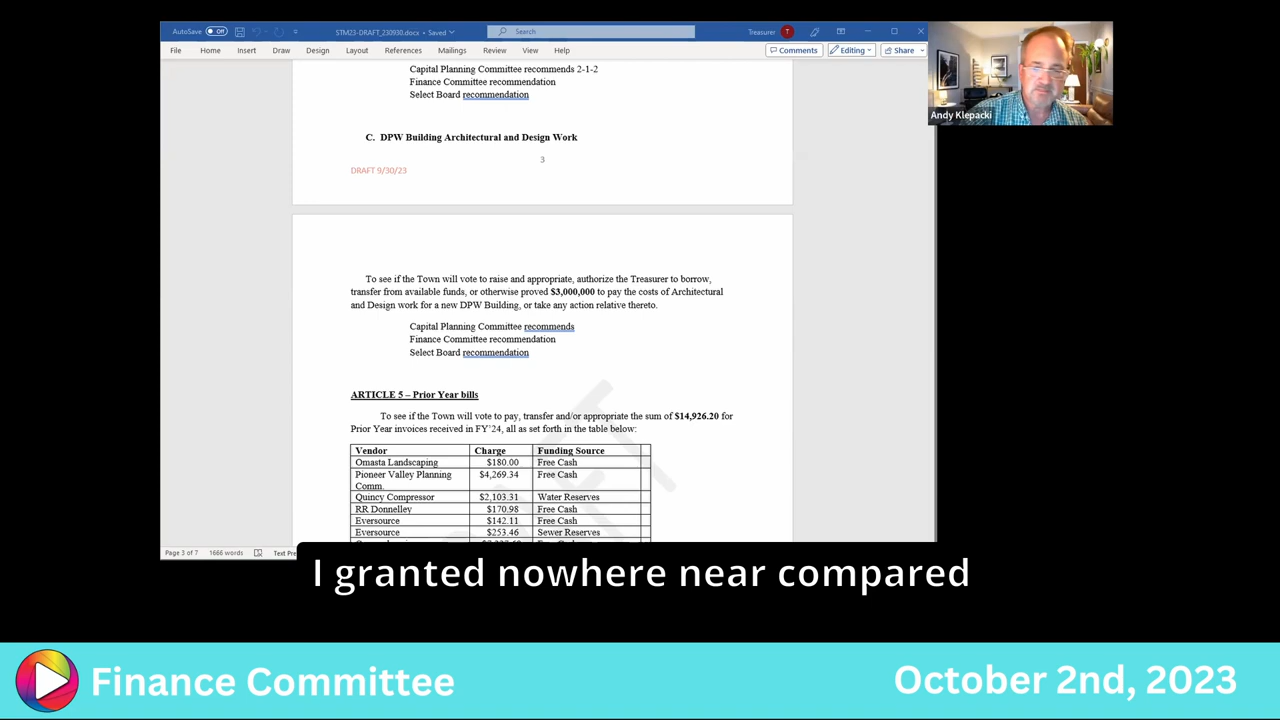 AutoSave Off
STM23-DRAFT_230930.docx • Saved
Search
Treasurer T
File Home Insert Draw Design Layout References Mailings Review View Help
Comments Editing Share
Andy Klepacki
Capital Planning Committee recommends 2-1-2
Finance Committee recommendation
Select Board recommendation
C. DPW Building Architectural and Design Work
3
DRAFT 9/30/23
To see if the Town will vote to raise and appropriate, authorize the Treasurer to borrow,
transfer from available funds, or otherwise proved $3,000,000 to pay the costs of Architectural
and Design work for a new DPW Building, or take any action relative thereto.
Capital Planning Committee recommends
Finance Committee recommendation
Select Board recommendation
ARTICLE 5 – Prior Year bills
To see if the Town will vote to pay, transfer and/or appropriate the sum of $14,926.20 for
Prior Year invoices received in FY'24, all as set forth in the table below:
Vendor Charge Funding Source
Omasta Landscaping $180.00 Free Cash
Pioneer Valley Planning $4,269.34 Free Cash
Comm.
Quincy Compressor $2,103.31 Water Reserves
RR Donnelley $170.98 Free Cash
Eversource $142.11 Free Cash
Eversource $253.46 Sewer Reserves
Page 3 of 7 1666 words Text Pre
I granted nowhere near compared
Finance Committee
October 2nd, 2023